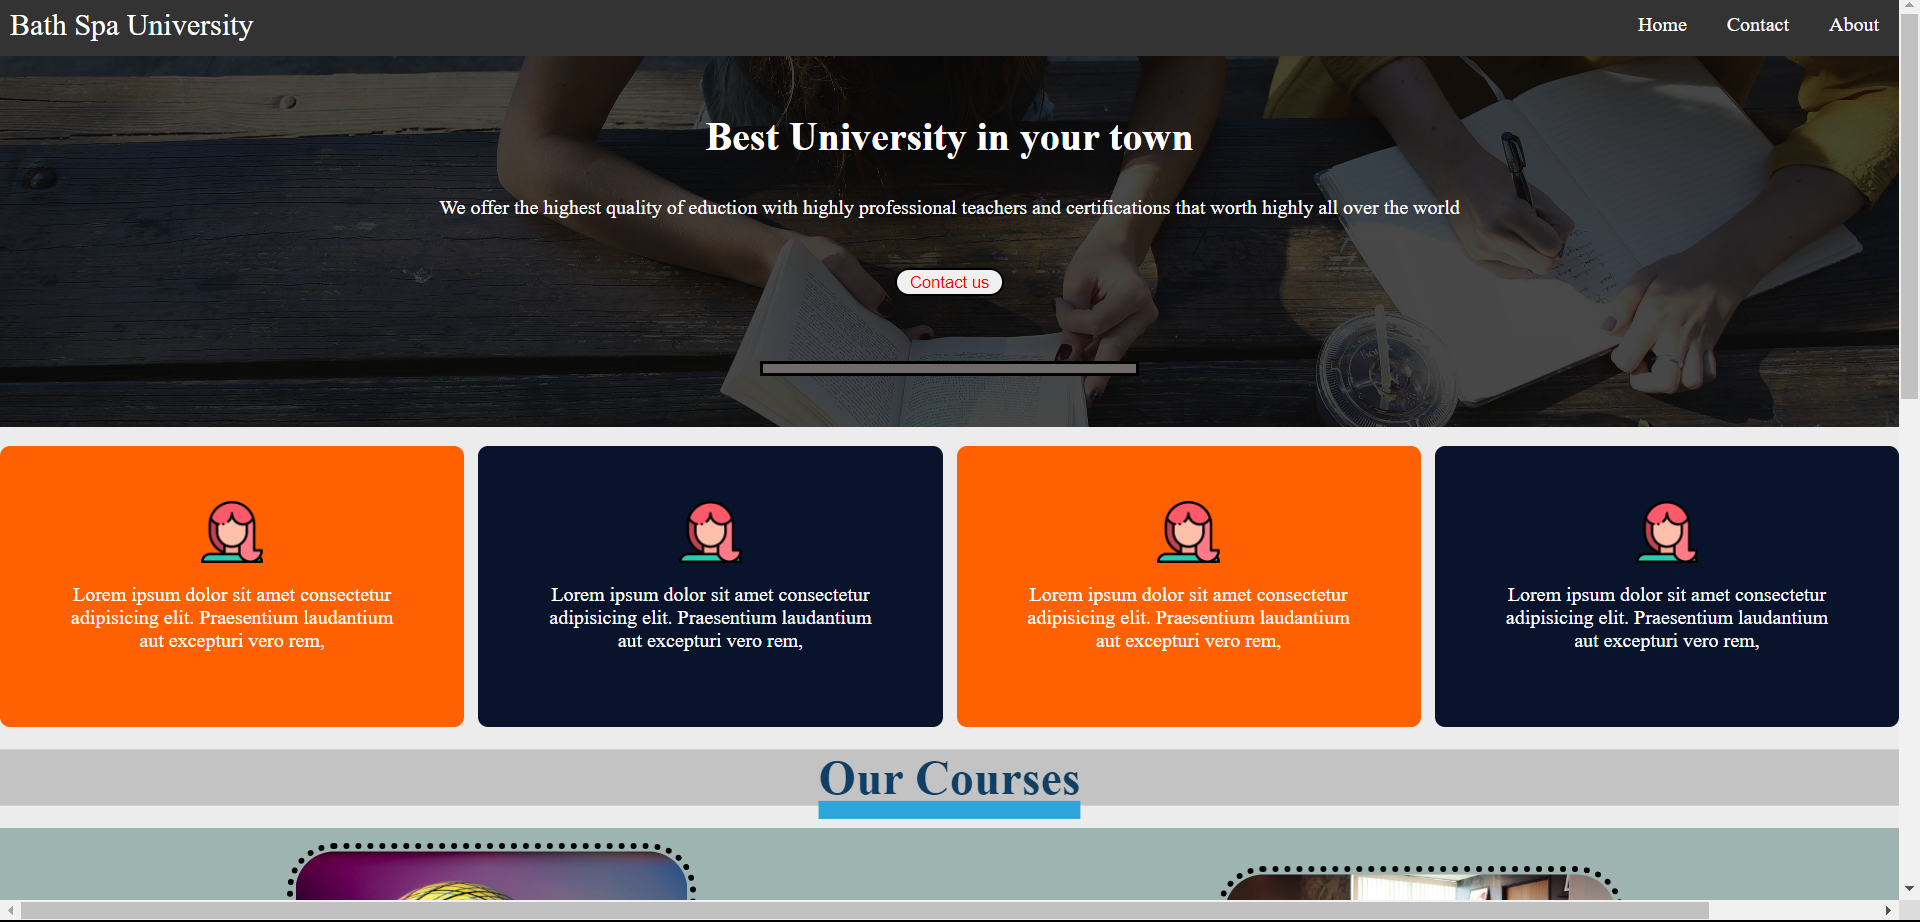 Bath Spa University
Home Contact About
Best University in your town
We offer the highest quality of eduction with highly professional teachers and certifications that worth highly all over the world
Contact us
Lorem ipsum dolor sit amet consectetur
adipisicing elit. Praesentium laudantium
aut excepturi vero rem,
Lorem ipsum dolor sit amet consectetur
adipisicing elit. Praesentium laudantium
aut excepturi vero rem,
Lorem ipsum dolor sit amet consectetur
adipisicing elit. Praesentium laudantium
aut excepturi vero rem,
Lorem ipsum dolor sit amet consectetur
adipisicing elit. Praesentium laudantium
aut excepturi vero rem,
Our Courses